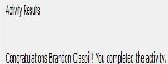 Activity Results
Congratulations Brandon! You completed the activity.